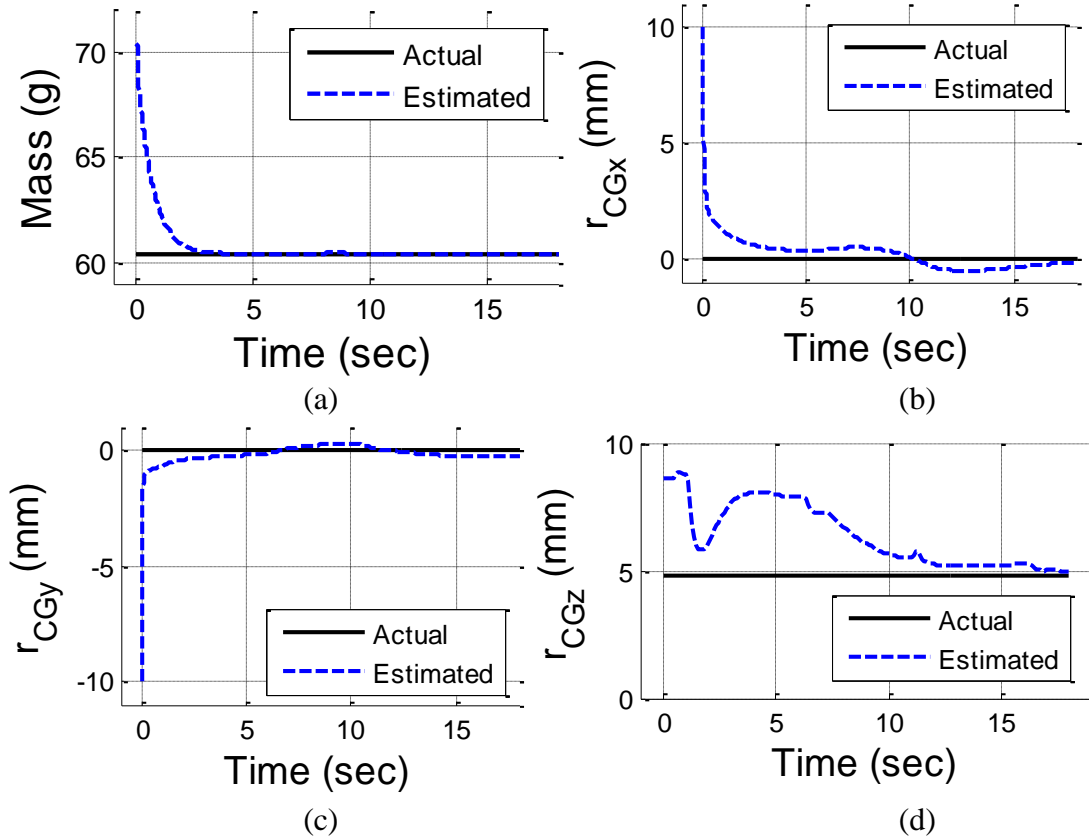 Mass (g)
70
65
60
Actual
Estimated
0 5 10 15
Time (sec)
(a)
r_CGx (mm)
10
5
0
Actual
Estimated
0 5 10 15
Time (sec)
(b)
r_CGy (mm)
0
-5
-10
Actual
Estimated
0 5 10 15
Time (sec)
(c)
r_CGz (mm)
10
5
0
Actual
Estimated
0 5 10 15
Time (sec)
(d)